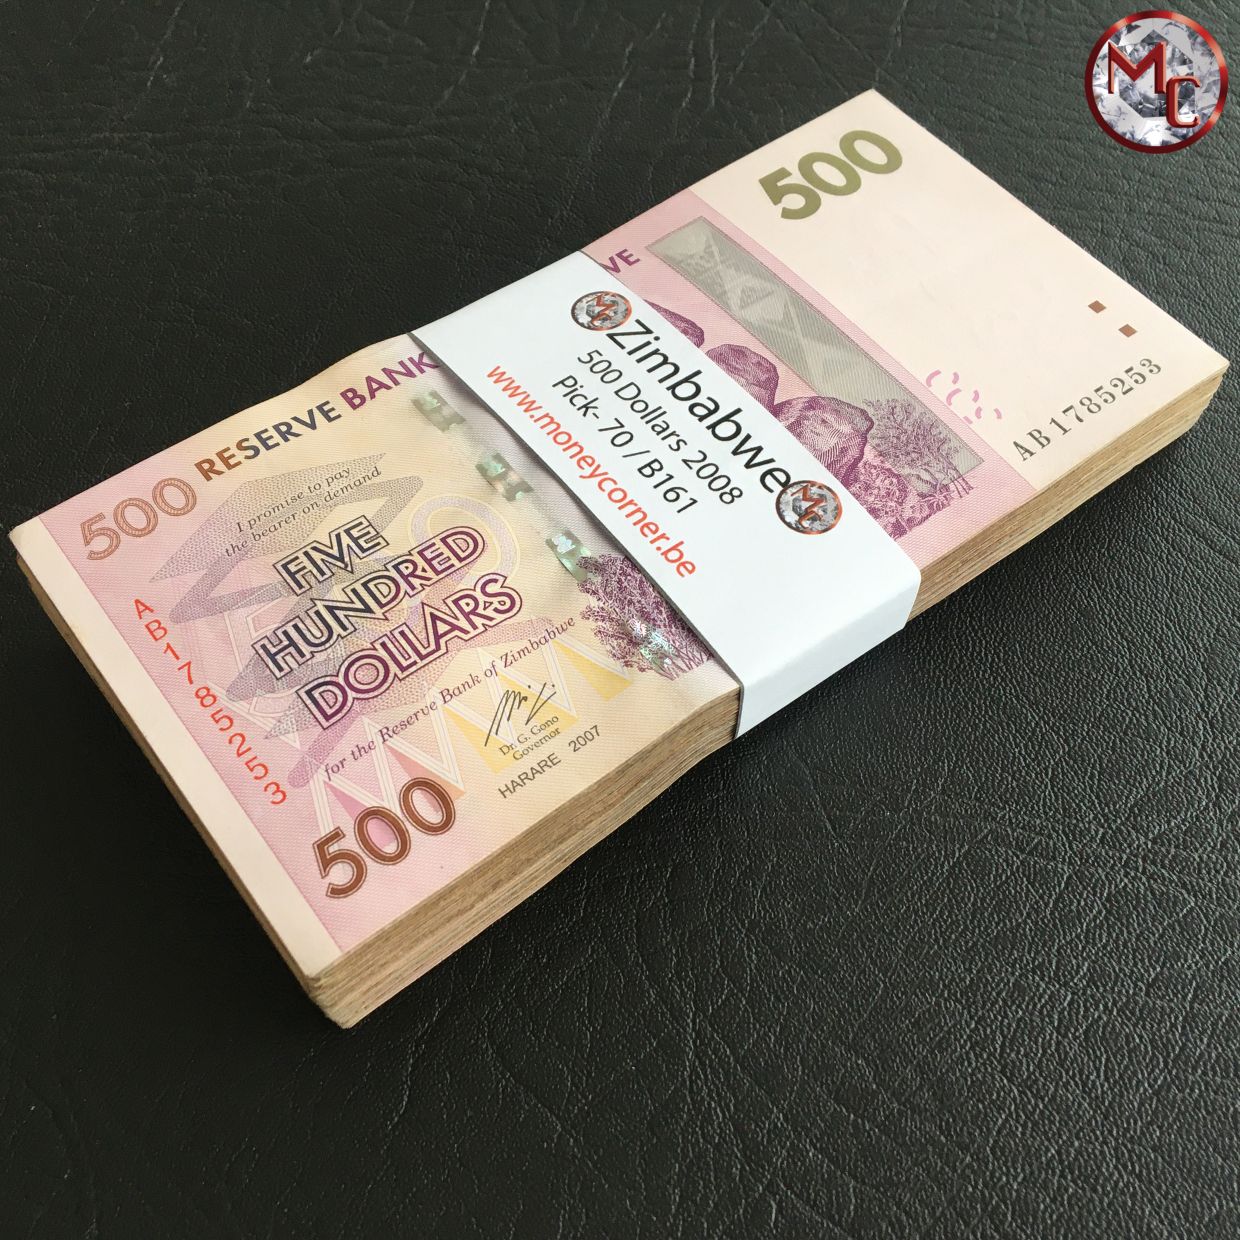 MC
500
VE
AB1785253
MC
Zimbabwe
500 Dollars 2008
Pick- 70 / B161
www.moneycorner.be
MC
RESERVE BANK
500
I promise to pay
the bearer on demand
FIVE
HUNDRED
DOLLARS
for the Reserve Bank of Zimbabwe
Dr. G. Gono
Governor
HARARE 2007
AB1785253
500